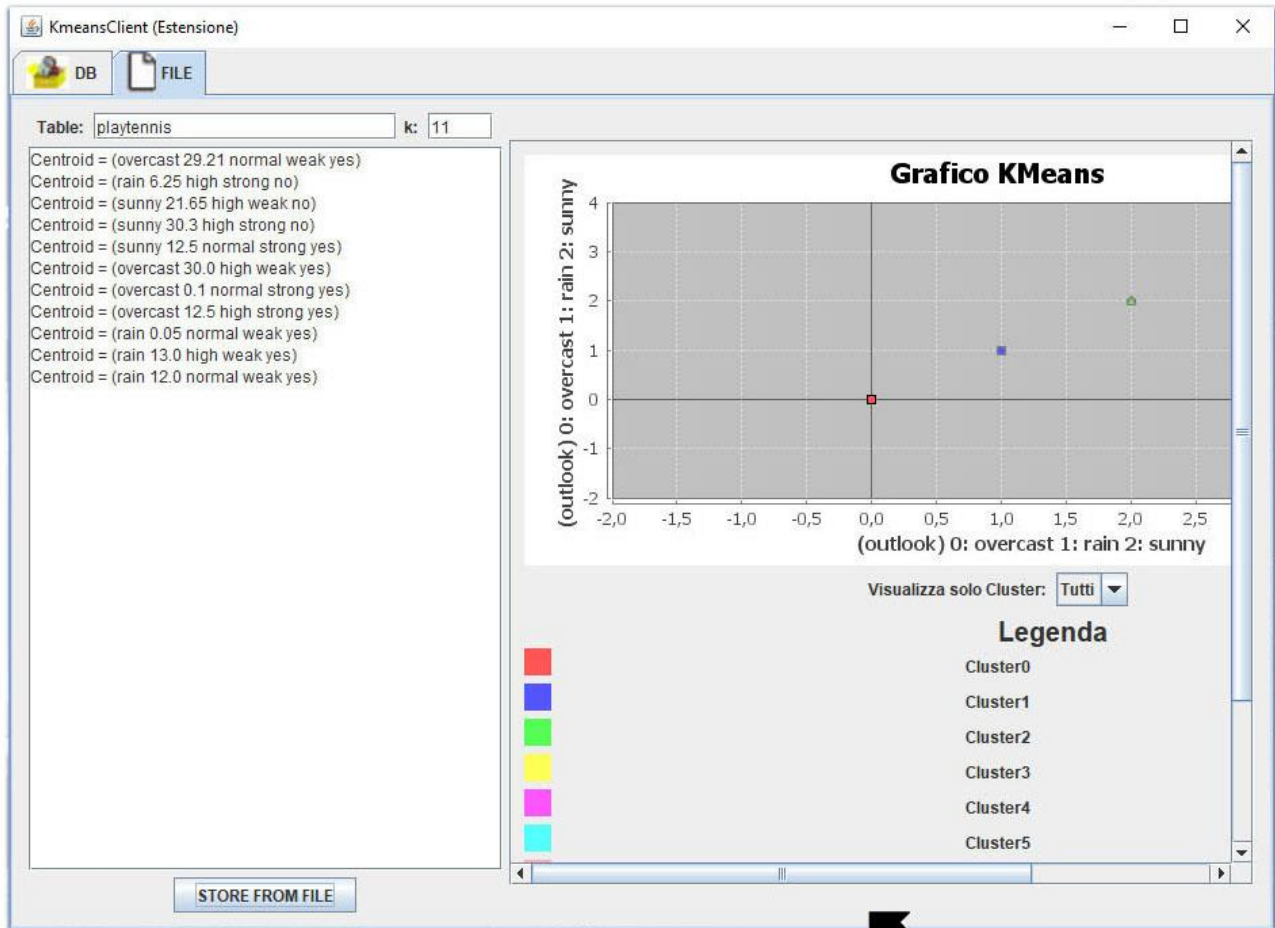 KmeansClient (Estensione)
DB
FILE
Table: playtennis k: 11
Centroid = (overcast 29.21 normal weak yes)
Centroid = (rain 6.25 high strong no)
Centroid = (sunny 21.65 high weak no)
Centroid = (sunny 30.3 high strong no)
Centroid = (sunny 12.5 normal strong yes)
Centroid = (overcast 30.0 high weak yes)
Centroid = (overcast 0.1 normal strong yes)
Centroid = (overcast 12.5 high strong yes)
Centroid = (rain 0.05 normal weak yes)
Centroid = (rain 13.0 high weak yes)
Centroid = (rain 12.0 normal weak yes)
STORE FROM FILE
Grafico KMeans
(outlook) 0: overcast 1: rain 2: sunny
4
3
2
1
0
-1
-2
-2,0 -1,5 -1,0 -0,5 0,0 0,5 1,0 1,5 2,0 2,5
(outlook) 0: overcast 1: rain 2: sunny
Visualizza solo Cluster: Tutti
Legenda
Cluster0
Cluster1
Cluster2
Cluster3
Cluster4
Cluster5